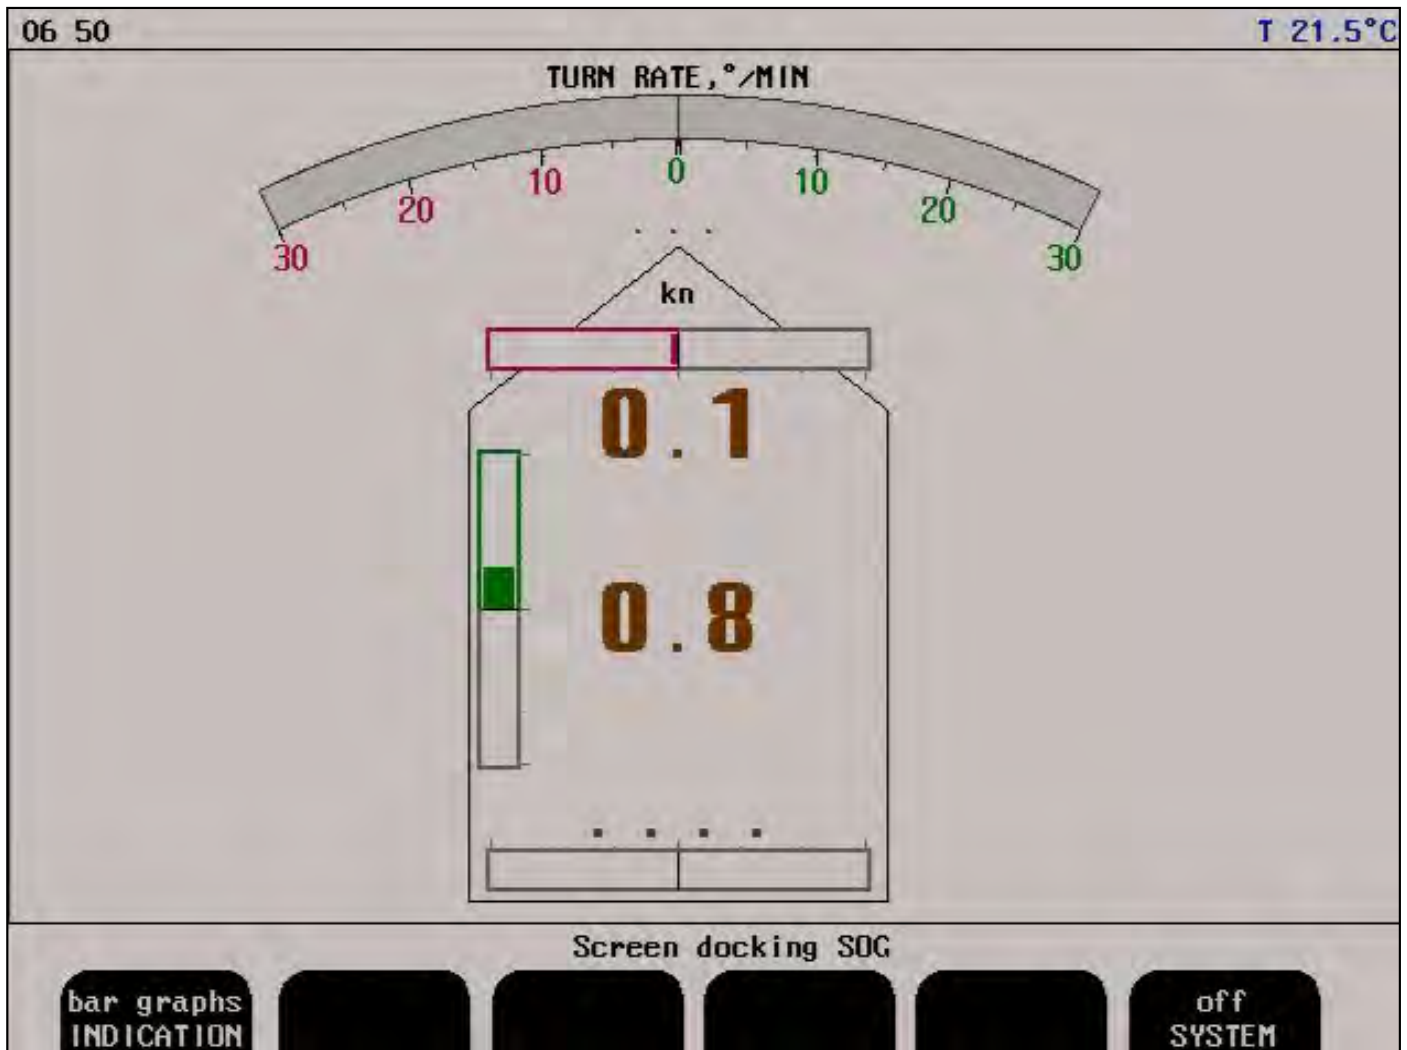 06 50
T 21.5°C
TURN RATE,°/MIN
30 20 10 0 10 20 30
. . .
kn
0.1
0.8
. . . .
Screen docking SOG
bar graphs
INDICATION
off
SYSTEM